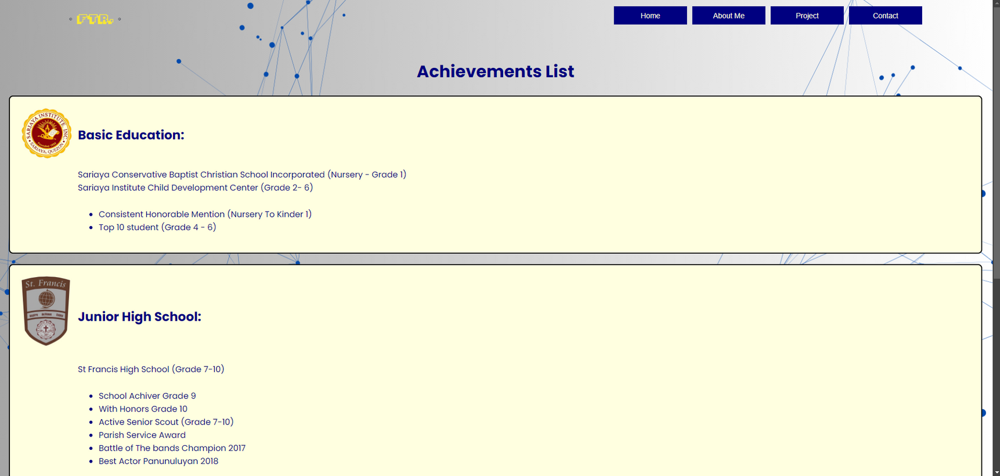 FTR.
Home
About Me
Project
Contact
Achievements List
SARIAYA INSTITUTE, INC.
SARIAYA, QUEZON
Basic Education:
Sariaya Conservative Baptist Christian School Incorporated (Nursery - Grade 1)
Sariaya Institute Child Development Center (Grade 2- 6)
Consistent Honorable Mention (Nursery To Kinder 1)
Top 10 student (Grade 4 - 6)
St. Francis
Junior High School:
St Francis High School (Grade 7-10)
School Achiver Grade 9
With Honors Grade 10
Active Senior Scout (Grade 7-10)
Parish Service Award
Battle of The bands Champion 2017
Best Actor Panunuluyan 2018